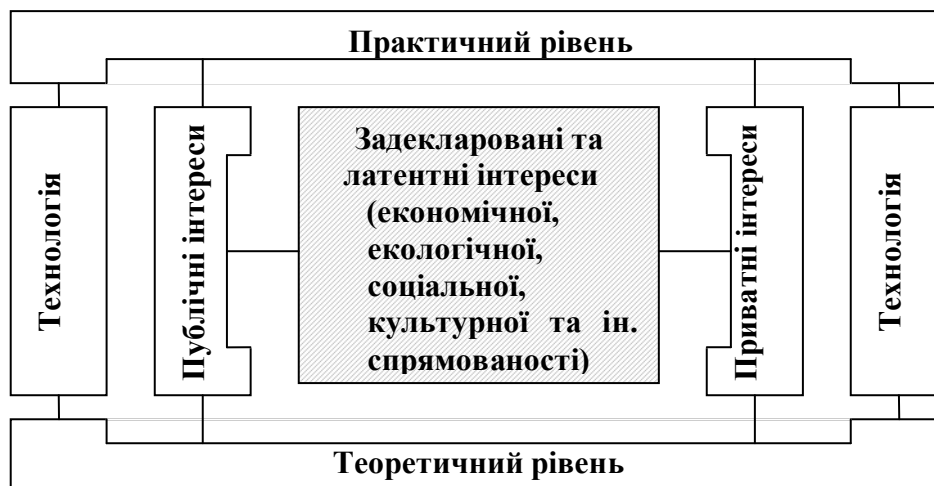 Практичний рівень
Технологія
Публічні інтереси
Задекларовані та
латентні інтереси
(економічної,
екологічної,
соціальної,
культурної та ін.
спрямованості)
Приватні інтереси
Технологія
Теоретичний рівень